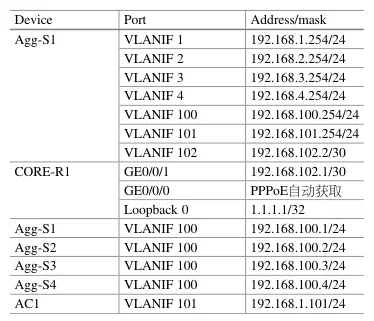 Device Port Address/mask
Agg-S1 VLANIF 1 192.168.1.254/24
VLANIF 2 192.168.2.254/24
VLANIF 3 192.168.3.254/24
VLANIF 4 192.168.4.254/24
VLANIF 100 192.168.100.254/24
VLANIF 101 192.168.101.254/24
VLANIF 102 192.168.102.2/30
CORE-R1 GE0/0/1 192.168.102.1/30
GE0/0/0 PPPoE自动获取
Loopback 0 1.1.1.1/32
Agg-S1 VLANIF 100 192.168.100.1/24
Agg-S2 VLANIF 100 192.168.100.2/24
Agg-S3 VLANIF 100 192.168.100.3/24
Agg-S4 VLANIF 100 192.168.100.4/24
AC1 VLANIF 101 192.168.1.101/24